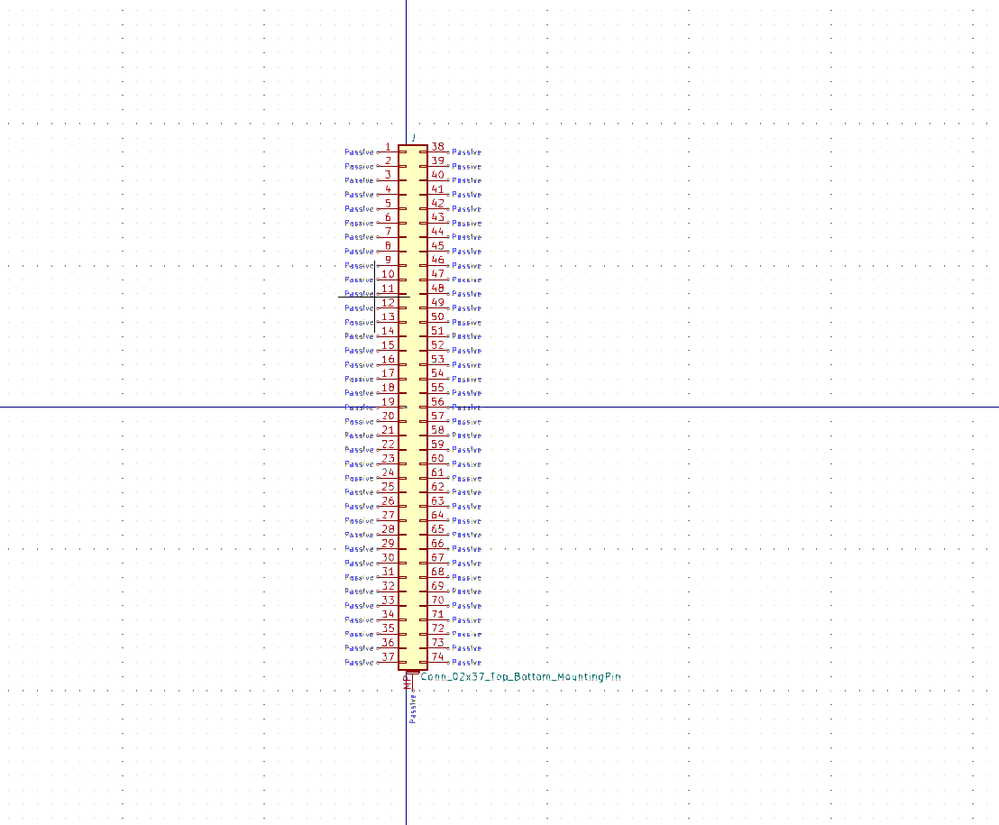 J
Passive 1 38 Passive
Passive 2 39 Passive
Passive 3 40 Passive
Passive 4 41 Passive
Passive 5 42 Passive
Passive 6 43 Passive
Passive 7 44 Passive
Passive 8 45 Passive
Passive 9 46 Passive
Passive 10 47 Passive
Passive 11 48 Passive
Passive 12 49 Passive
Passive 13 50 Passive
Passive 14 51 Passive
Passive 15 52 Passive
Passive 16 53 Passive
Passive 17 54 Passive
Passive 18 55 Passive
Passive 19 56 Passive
Passive 20 57 Passive
Passive 21 58 Passive
Passive 22 59 Passive
Passive 23 60 Passive
Passive 24 61 Passive
Passive 25 62 Passive
Passive 26 63 Passive
Passive 27 64 Passive
Passive 28 65 Passive
Passive 29 66 Passive
Passive 30 67 Passive
Passive 31 68 Passive
Passive 32 69 Passive
Passive 33 70 Passive
Passive 34 71 Passive
Passive 35 72 Passive
Passive 36 73 Passive
Passive 37 74 Passive
Conn_02x37_Top_Bottom_MountingPin
MP
Passive